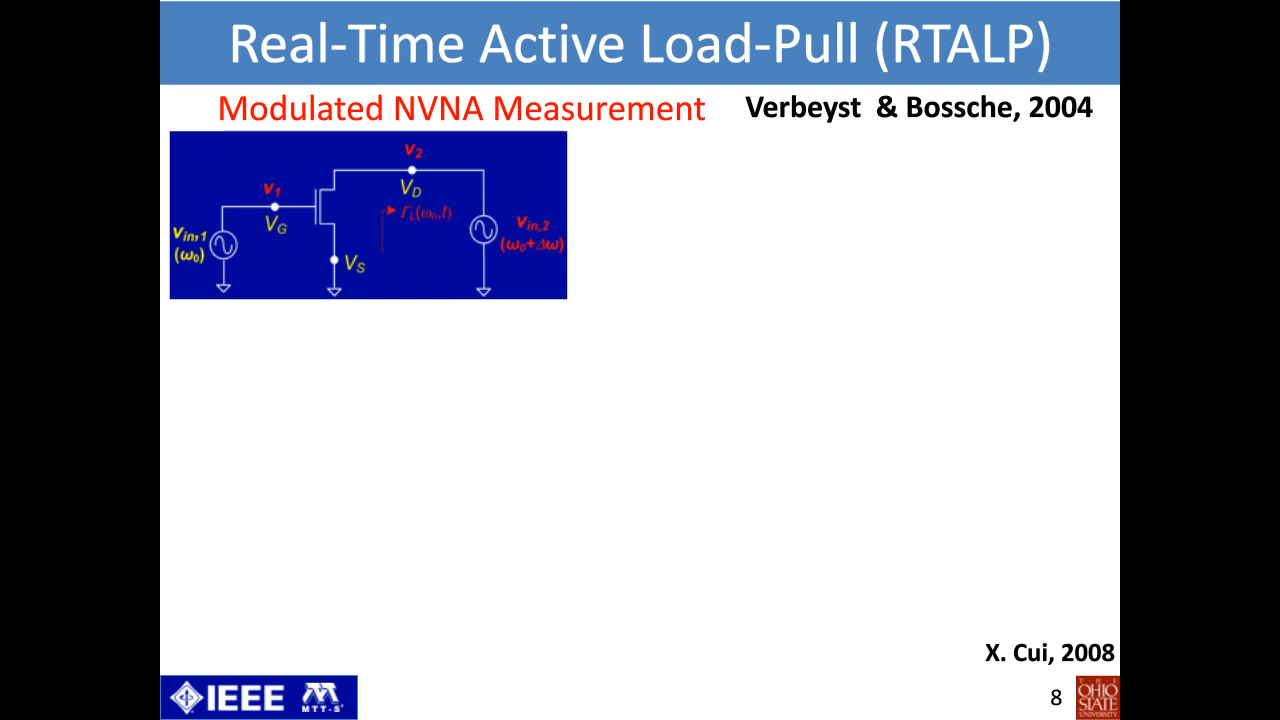 Real-Time Active Load-Pull (RTALP)
Modulated NVNA Measurement
Verbeyst & Bossche, 2004
v2
v1
VD
ΓL(ω0,t)
VG
vin,1
(ω0)
vin,2
(ω0+Δω)
VS
X. Cui, 2008
IEEE
MTT-S
8
T·H·E
OHIO
STATE
UNIVERSITY